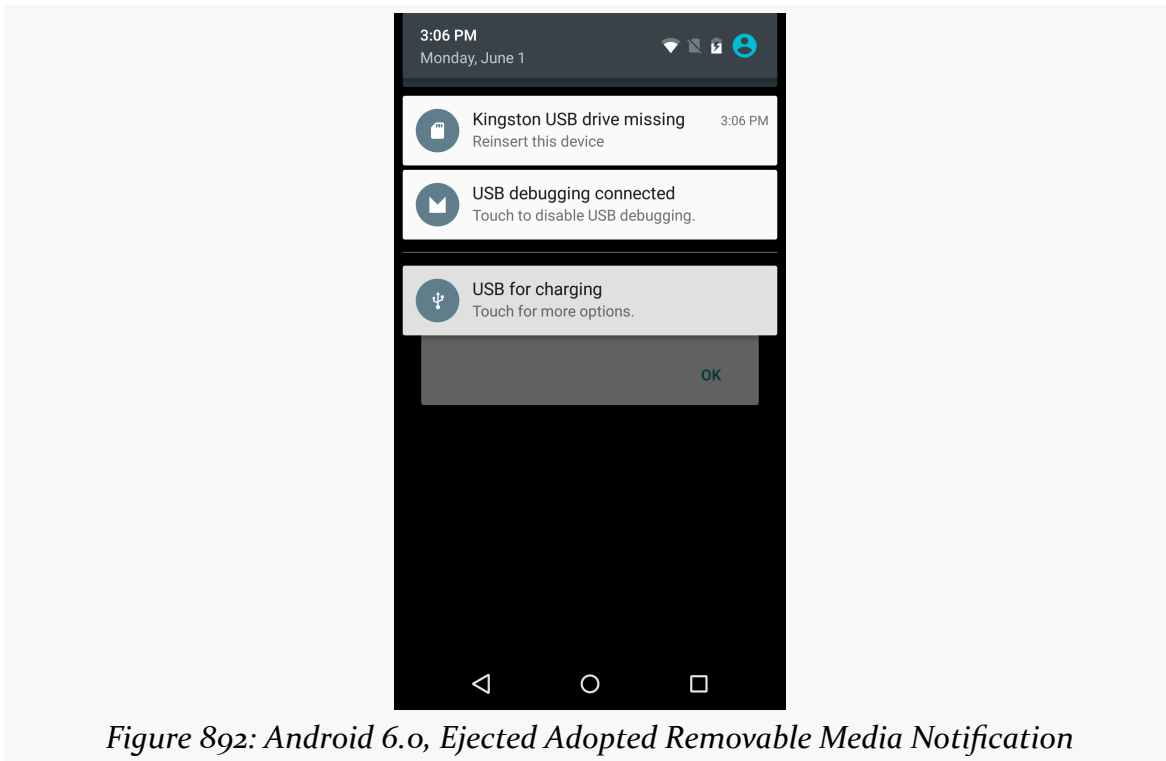 3:06 PM
Monday, June 1
Kingston USB drive missing 3:06 PM
Reinsert this device
USB debugging connected
Touch to disable USB debugging.
USB for charging
Touch for more options.
OK
Figure 892: Android 6.0, Ejected Adopted Removable Media Notification